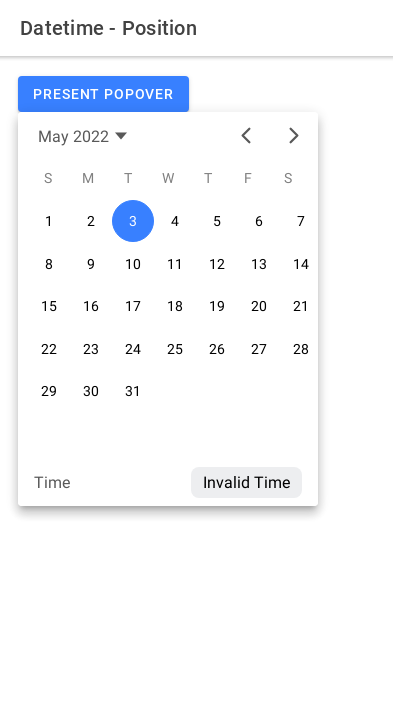 Datetime - Position
PRESENT POPOVER
May 2022
S M T W T F S
1 2 3 4 5 6 7
8 9 10 11 12 13 14
15 16 17 18 19 20 21
22 23 24 25 26 27 28
29 30 31
Time Invalid Time